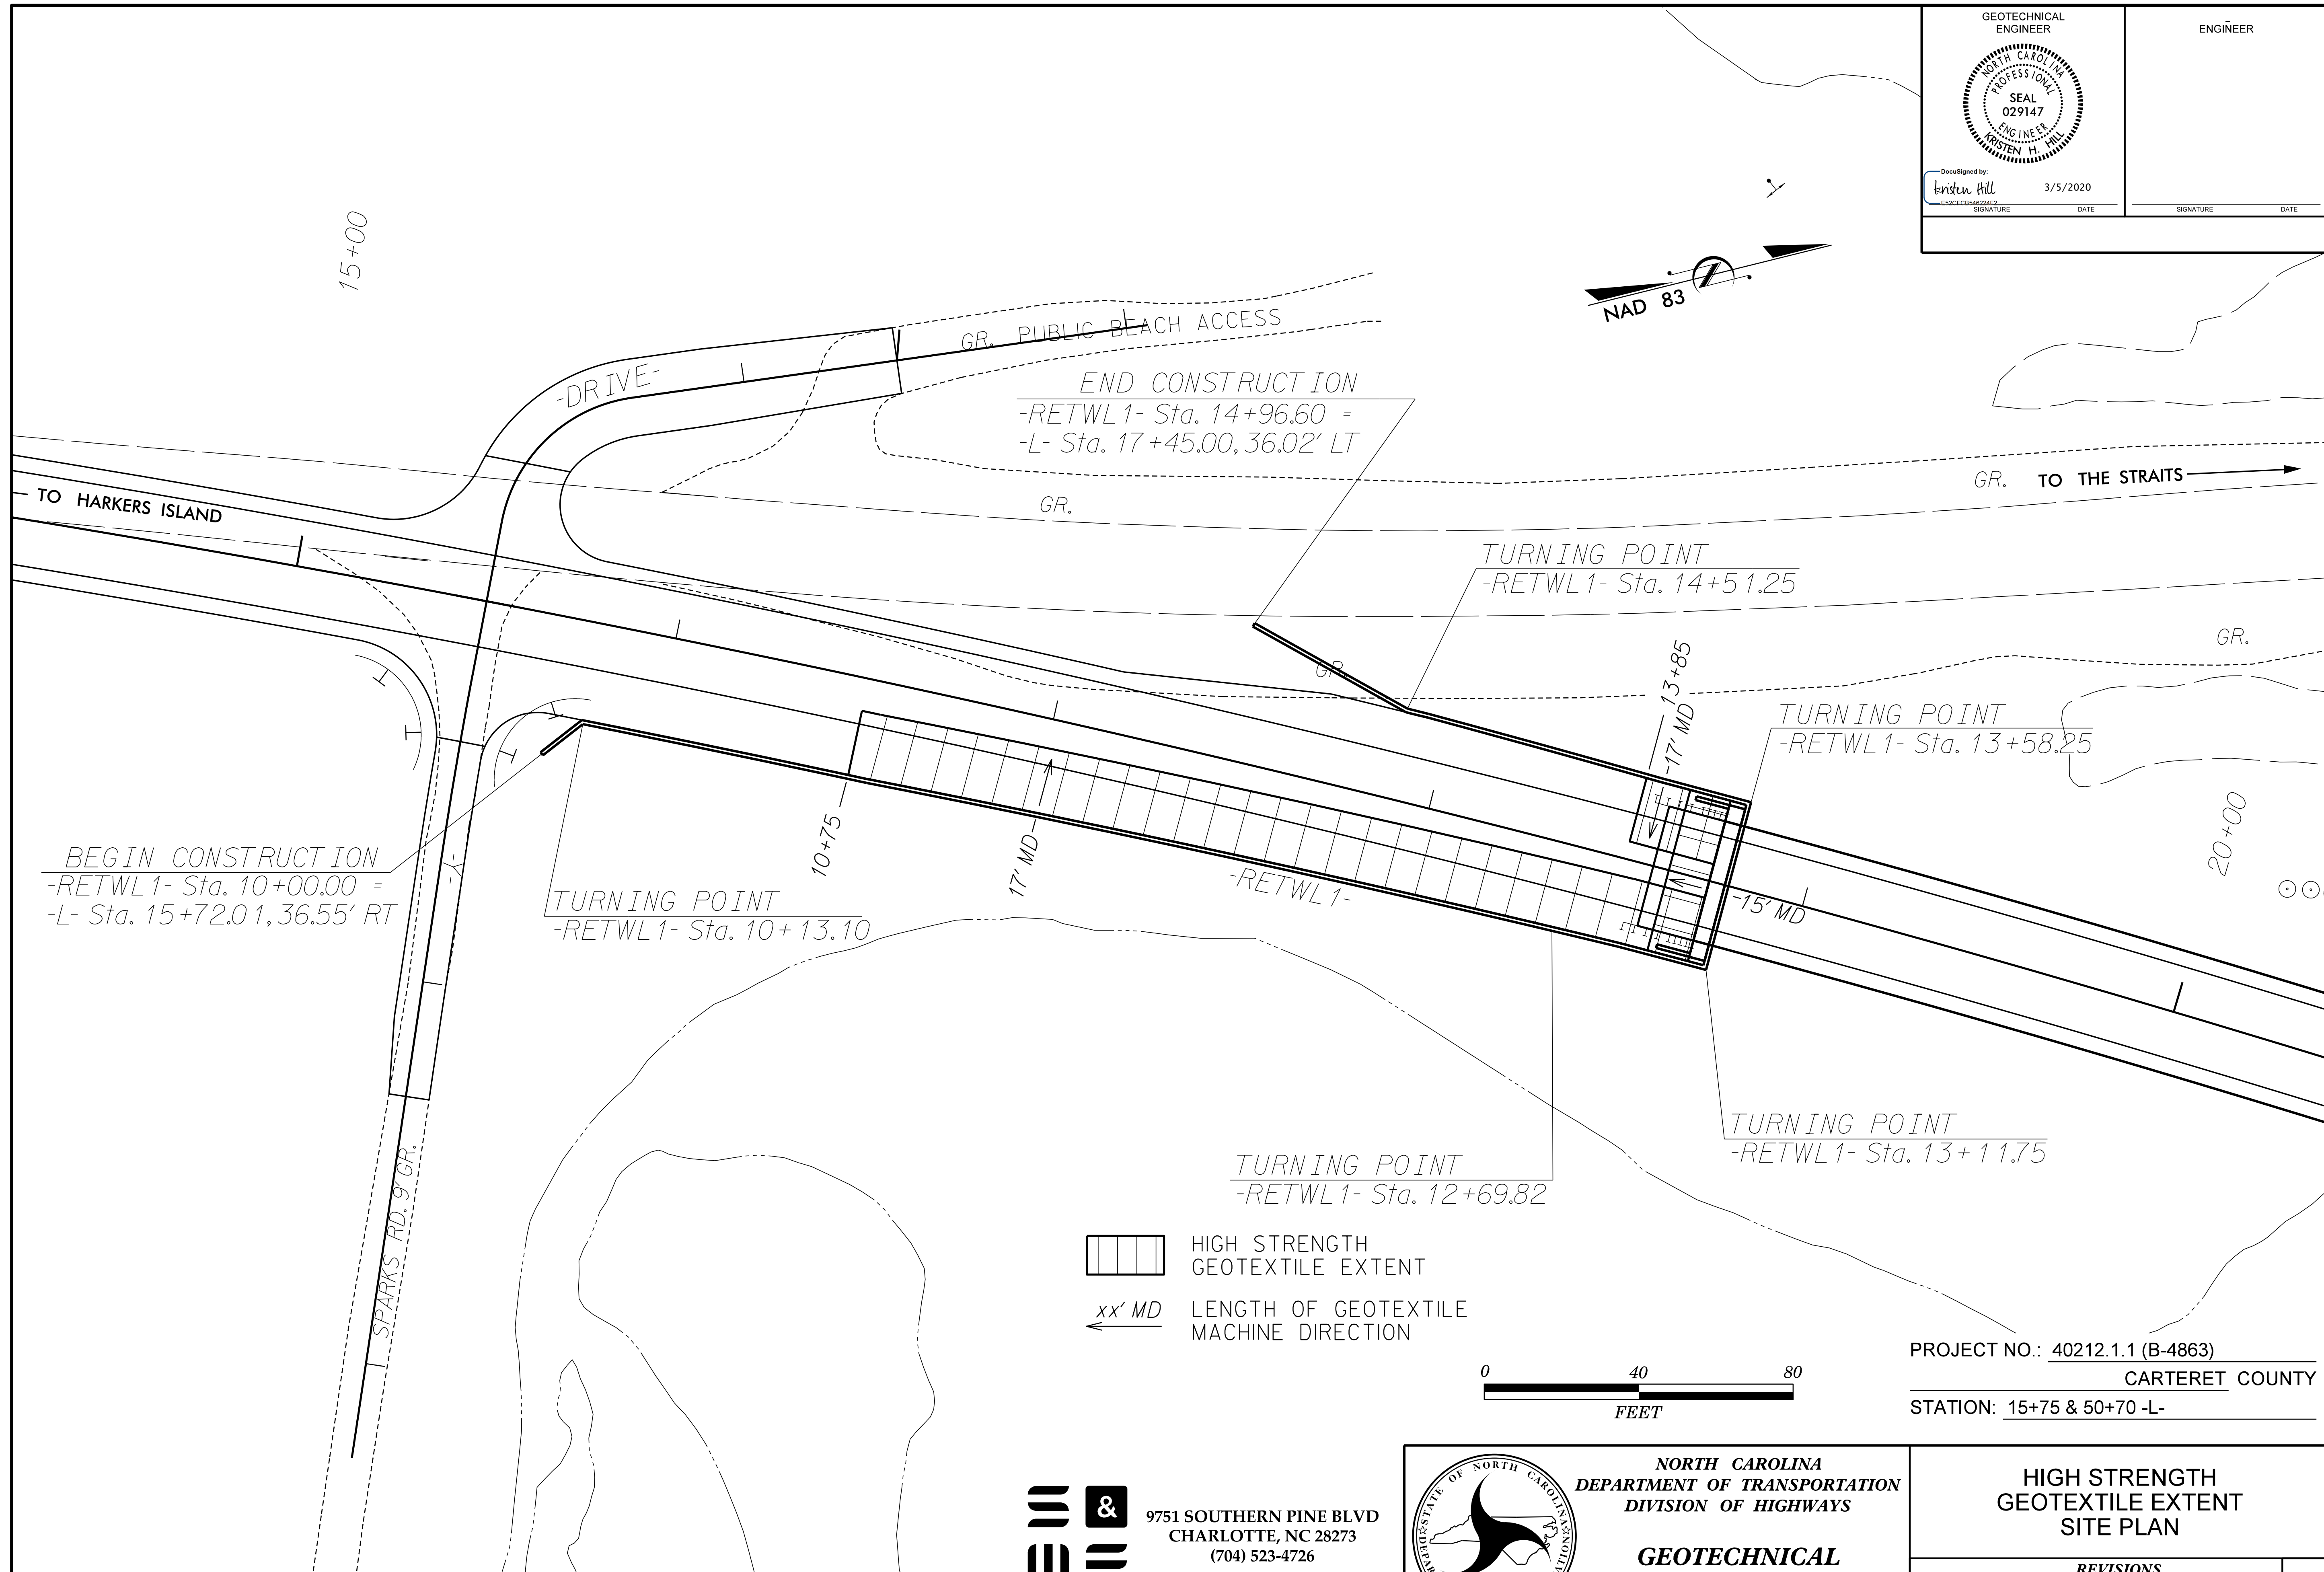 GEOTECHNICAL
ENGINEER
NORTH CAROLINA
PROFESSIONAL
SEAL
029147
ENGINEER
KRISTEN H. HILL
DocuSigned by:
Kristen Hill
3/5/2020
E52CFCB546224F2...
SIGNATURE DATE
ENGINEER
SIGNATURE DATE
15+00
NAD 83
-DRIVE-
GR. PUBLIC BEACH ACCESS
END CONSTRUCTION
-RETWL1- Sta. 14+96.60 =
-L- Sta. 17+45.00, 36.02' LT
TO HARKERS ISLAND
GR.
GR. TO THE STRAITS
TURNING POINT
-RETWL1- Sta. 14+51.25
GR.
GR.
13+85
17' MD
TURNING POINT
-RETWL1- Sta. 13+58.25
20+00
BEGIN CONSTRUCTION
-RETWL1- Sta. 10+00.00 =
-L- Sta. 15+72.01, 36.55' RT
-Y-
TURNING POINT
-RETWL1- Sta. 10+13.10
10+75
17' MD
-RETWL1-
15' MD
SPARKS RD. 9' GR.
TURNING POINT
-RETWL1- Sta. 12+69.82
TURNING POINT
-RETWL1- Sta. 13+11.75
HIGH STRENGTH
GEOTEXTILE EXTENT
xx' MD
LENGTH OF GEOTEXTILE
MACHINE DIRECTION
0 40 80
FEET
PROJECT NO.: 40212.1.1 (B-4863)
CARTERET COUNTY
STATION: 15+75 & 50+70 -L-
&
9751 SOUTHERN PINE BLVD
CHARLOTTE, NC 28273
(704) 523-4726
STATE OF NORTH CAROLINA
NORTH CAROLINA
DEPARTMENT OF TRANSPORTATION
DIVISION OF HIGHWAYS
GEOTECHNICAL
HIGH STRENGTH
GEOTEXTILE EXTENT
SITE PLAN
REVISIONS